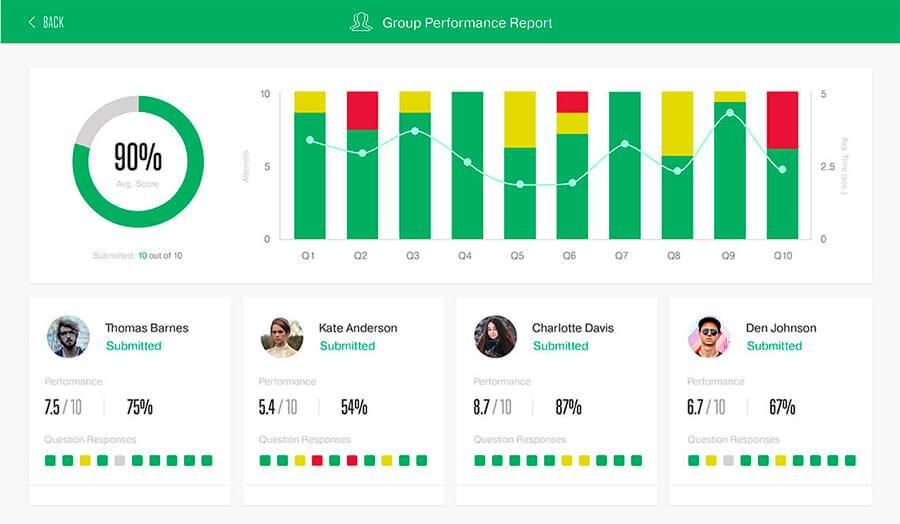 BACK
Group Performance Report
90%
Avg. Score
Submitted: 10 out of 10
Attempts
10
5
0
5
2.5
0
Avg. Time (sec.)
Q1 Q2 Q3 Q4 Q5 Q6 Q7 Q8 Q9 Q10
Thomas Barnes
Submitted
Performance
7.5 / 10 75%
Question Responses
Kate Anderson
Submitted
Performance
5.4 / 10 54%
Question Responses
Charlotte Davis
Submitted
Performance
8.7 / 10 87%
Question Responses
Den Johnson
Submitted
Performance
6.7 / 10 67%
Question Responses